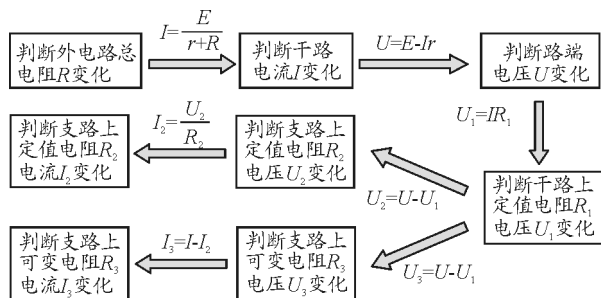 判断外电路总
电阻R变化
I=E/(r+R)
判断干路
电流I变化
U=E-Ir
判断路端
电压U变化
U₁=IR₁
判断干路上
定值电阻R₁
电压U₁变化
U₂=U-U₁
判断支路上
定值电阻R₂
电压U₂变化
I₂=U₂/R₂
判断支路上
定值电阻R₂
电流I₂变化
U₃=U-U₁
判断支路上
可变电阻R₃
电压U₃变化
I₃=I-I₂
判断支路上
可变电阻R₃
电流I₃变化